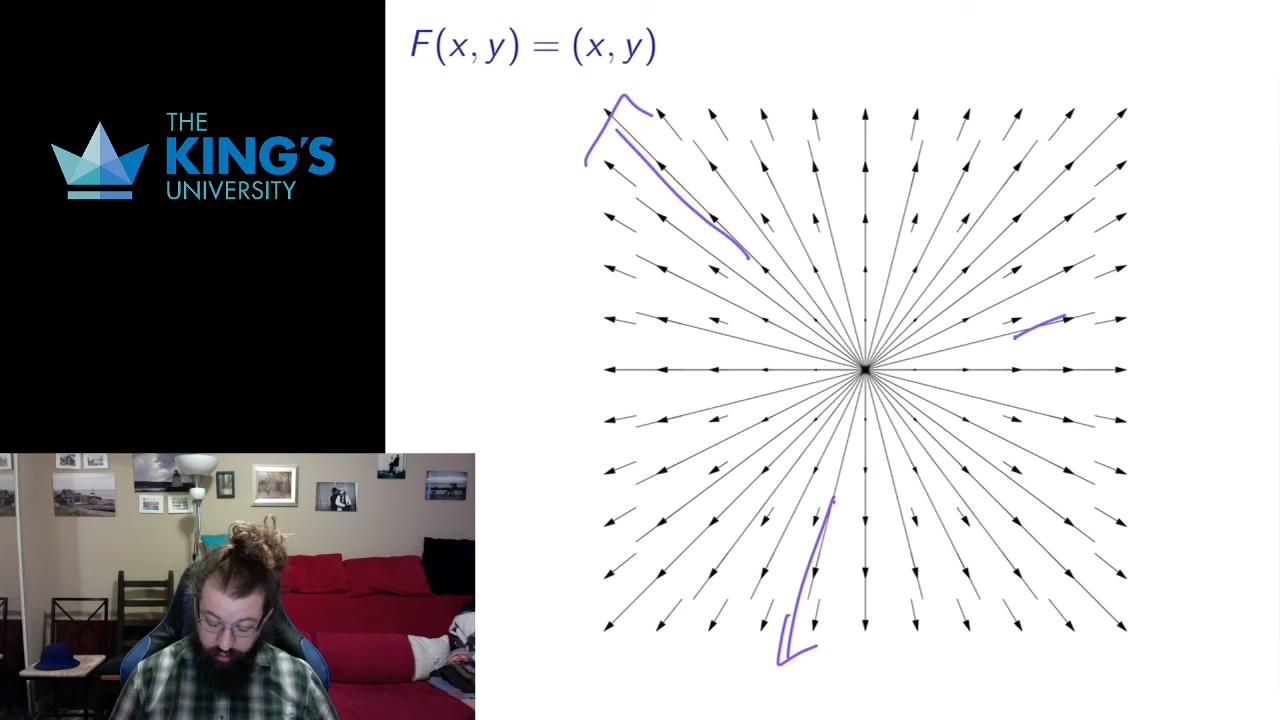 THE
KING'S
UNIVERSITY
F(x, y) = (x, y)